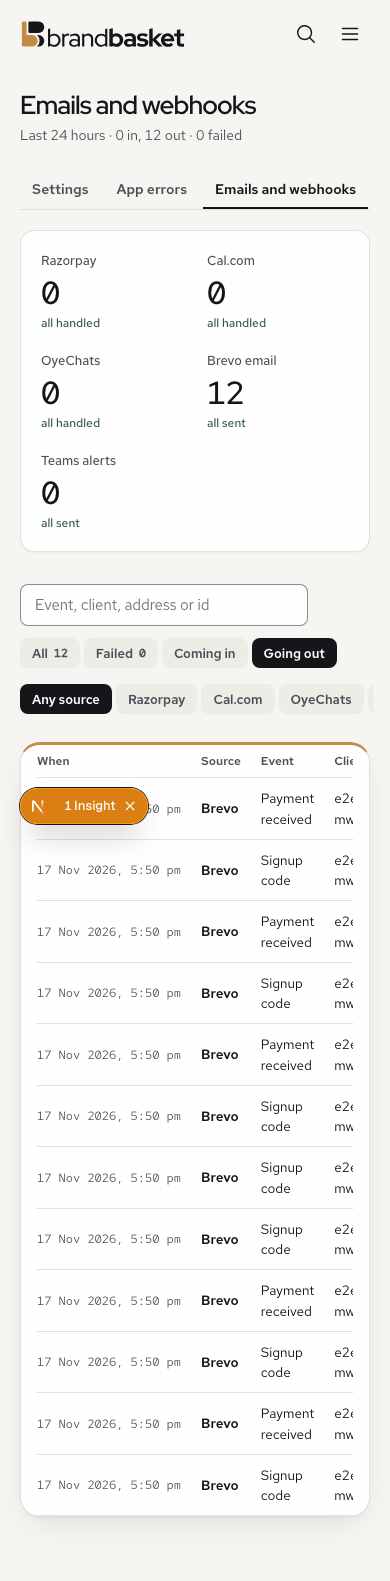 brandbasket
Emails and webhooks
Last 24 hours · 0 in, 12 out · 0 failed
Settings App errors Emails and webhooks
Razorpay Cal.com
0 0
all handled all handled
OyeChats Brevo email
0 12
all handled all sent
Teams alerts
0
all sent
Event, client, address or id
All 12 Failed 0 Coming in Going out
Any source Razorpay Cal.com OyeChats
When Source Event
1 Insight 50 pm Brevo Payment received
17 Nov 2026, 5:50 pm Brevo Signup code
17 Nov 2026, 5:50 pm Brevo Payment received
17 Nov 2026, 5:50 pm Brevo Signup code
17 Nov 2026, 5:50 pm Brevo Payment received
17 Nov 2026, 5:50 pm Brevo Signup code
17 Nov 2026, 5:50 pm Brevo Signup code
17 Nov 2026, 5:50 pm Brevo Signup code
17 Nov 2026, 5:50 pm Brevo Payment received
17 Nov 2026, 5:50 pm Brevo Signup code
17 Nov 2026, 5:50 pm Brevo Payment received
17 Nov 2026, 5:50 pm Brevo Signup code